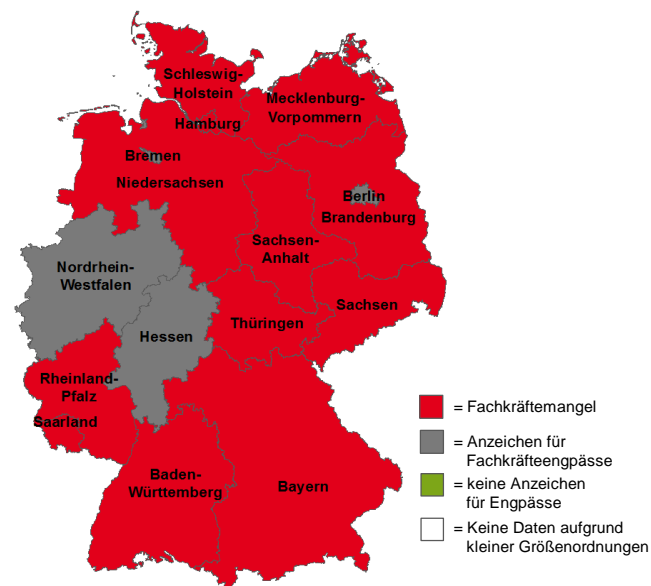 Schleswig-
Holstein
Mecklenburg-
Vorpommern
Hamburg
Bremen
Niedersachsen
Berlin
Brandenburg
Sachsen-
Anhalt
Nordrhein-
Westfalen
Sachsen
Thüringen
Hessen
Rheinland-
Pfalz
Saarland
Baden-
Württemberg
Bayern
= Fachkräftemangel
= Anzeichen für
Fachkräfteengpässe
= keine Anzeichen
für Engpässe
= Keine Daten aufgrund
kleiner Größenordnungen